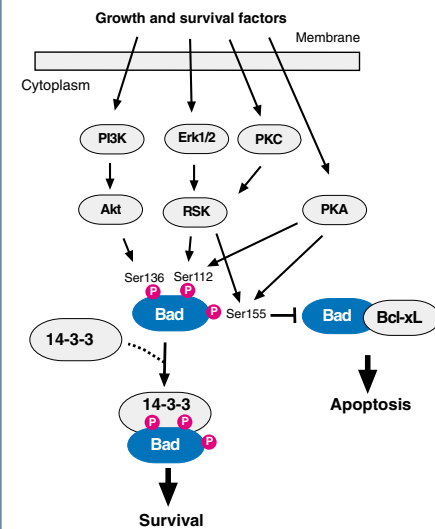 Growth and survival factors
Membrane
Cytoplasm
PI3K
Erk1/2
PKC
Akt
RSK
PKA
Ser136
Ser112
P
P
Bad
P
Ser155
Bad
Bcl-xL
14-3-3
Apoptosis
14-3-3
P
P
Bad
P
Survival